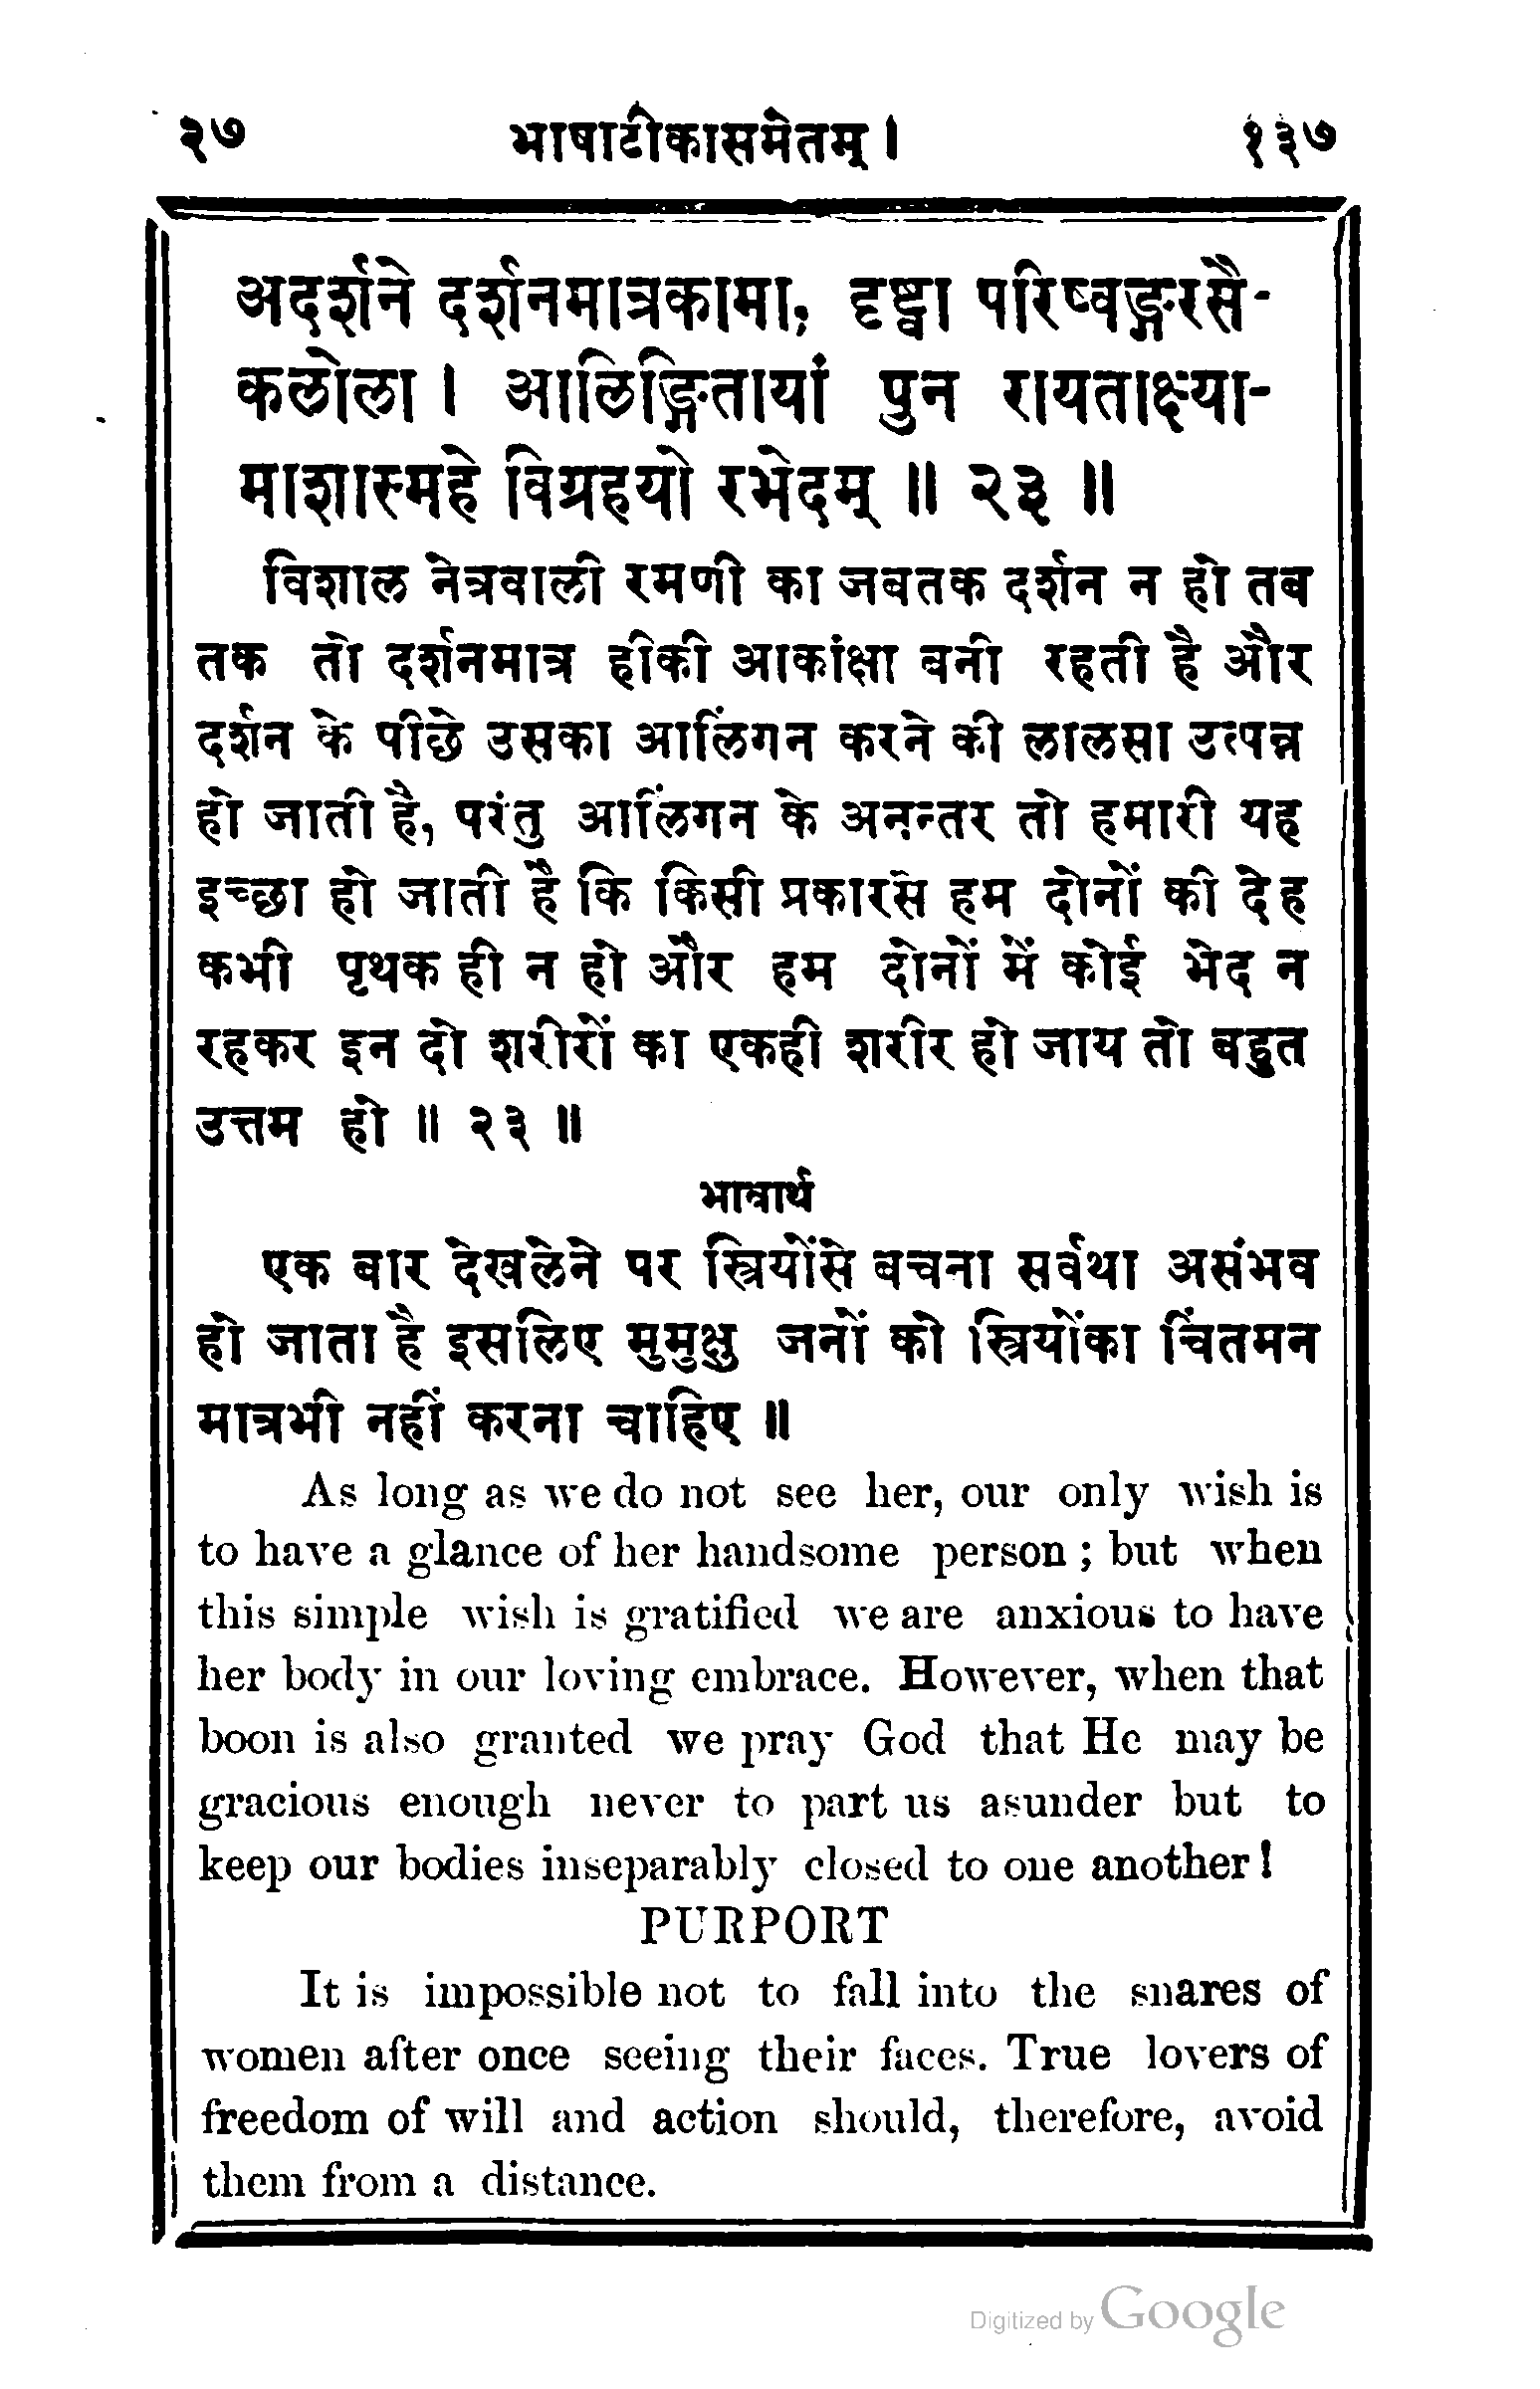 ३७ भाषाटीकासमेतम् । १३७
अदर्शने दर्शनमात्रकामा, दृष्ट्वा परिष्वङ्गरसै-
कलोला । आलिङ्गितायां पुन रायताक्ष्या-
माशास्महे विग्रहयो रभेदम् ॥ २३ ॥
विशाल नेत्रवाली रमणी का जबतक दर्शन न हो तब
तक तो दर्शनमात्र हीकी आकांक्षा बनी रहती है और
दर्शन के पीछे उसका आलिंगन करने की लालसा उत्पन्न
हो जाती है, परंतु आलिंगन के अनन्तर तो हमारी यह
इच्छा हो जाती है कि किसी प्रकारसे हम दोनों की देह
कभी पृथक ही न हो और हम दोनों में कोई भेद न
रहकर इन दो शरीरों का एकही शरीर हो जाय तो बहुत
उत्तम हो ॥ २३ ॥
भावार्थ
एक बार देखलेने पर स्त्रियोंसे बचना सर्वथा असंभव
हो जाता है इसलिए मुमुक्षु जनों को स्त्रियोंका चिंतमन
मात्रभी नहीं करना चाहिए ॥
As long as we do not see her, our only wish is
to have a glance of her handsome person ; but when
this simple wish is gratified we are anxious to have
her body in our loving embrace. However, when that
boon is also granted we pray God that He may be
gracious enough never to part us asunder but to
keep our bodies inseparably closed to one another !
PURPORT
It is impossible not to fall into the snares of
women after once seeing their faces. True lovers of
freedom of will and action should, therefore, avoid
them from a distance.
Digitized by Google